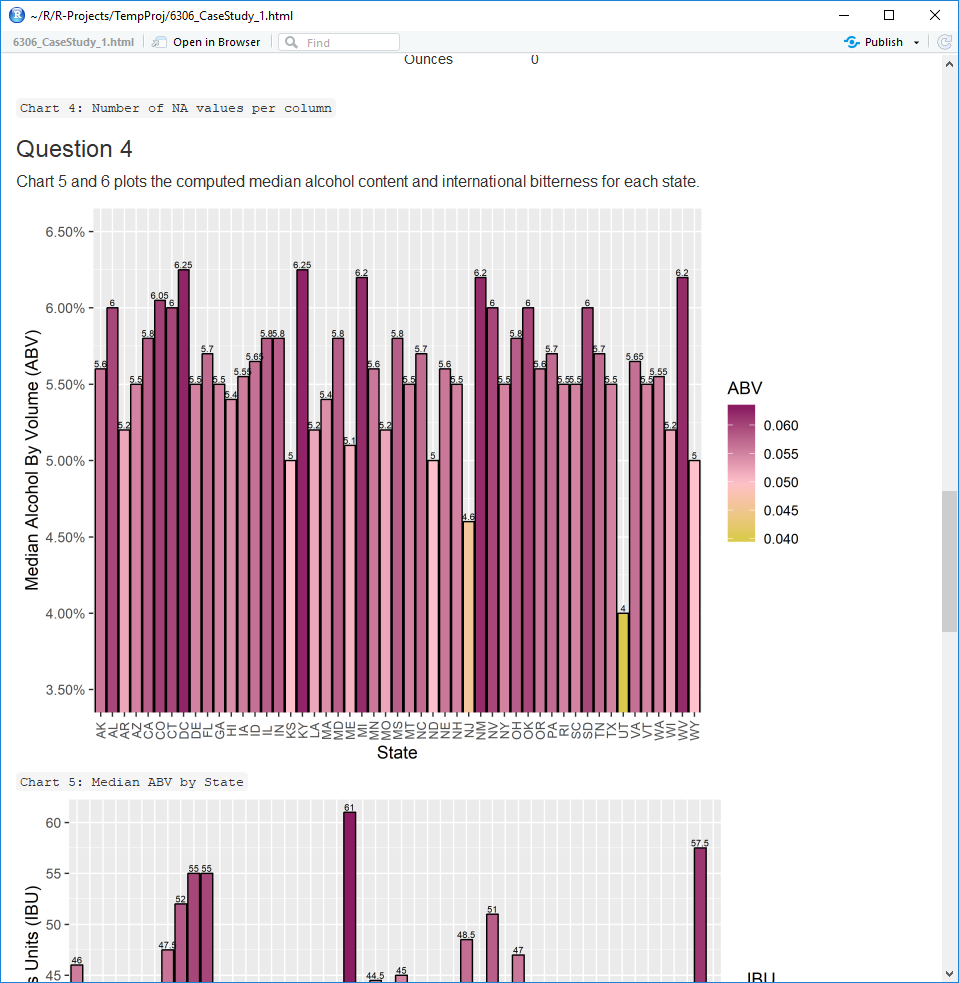 ~/R/R-Projects/TempProj/6306_CaseStudy_1.html
6306_CaseStudy_1.html Open in Browser Find Publish
Ounces 0
Chart 4: Number of NA values per column
Question 4
Chart 5 and 6 plots the computed median alcohol content and international bitterness for each state.
Median Alcohol By Volume (ABV)
6.50%
6.00%
5.50%
5.00%
4.50%
4.00%
3.50%
5.6 6 5.2 5.5 5.8 6.05 6 6.25 5.5 5.7 5.5 5.4 5.55 5.65 5.8 5.8 5 6.25 5.2 5.4 5.8 5.1 6.2 5.6 5.2 5.8 5.5 5.7 5 5.6 5.5 4.6 6.2 6 5.5 5.8 6 5.6 5.7 5.5 5.5 6 5.7 5.5 4 5.65 5.5 5.55 5.2 6.2 5
AK AL AR AZ CA CO CT DC DE FL GA HI IA ID IL IN KS KY LA MA MD ME MI MN MO MS MT NC ND NE NH NJ NM NV NY OH OK OR PA RI SC SD TN TX UT VA VT WA WI WV WY
State
ABV
0.060
0.055
0.050
0.045
0.040
Chart 5: Median ABV by State
s Units (IBU)
60
55
50
45
46 47.5 52 55 55 61 44.5 45 48.5 51 47 57.5
IBU